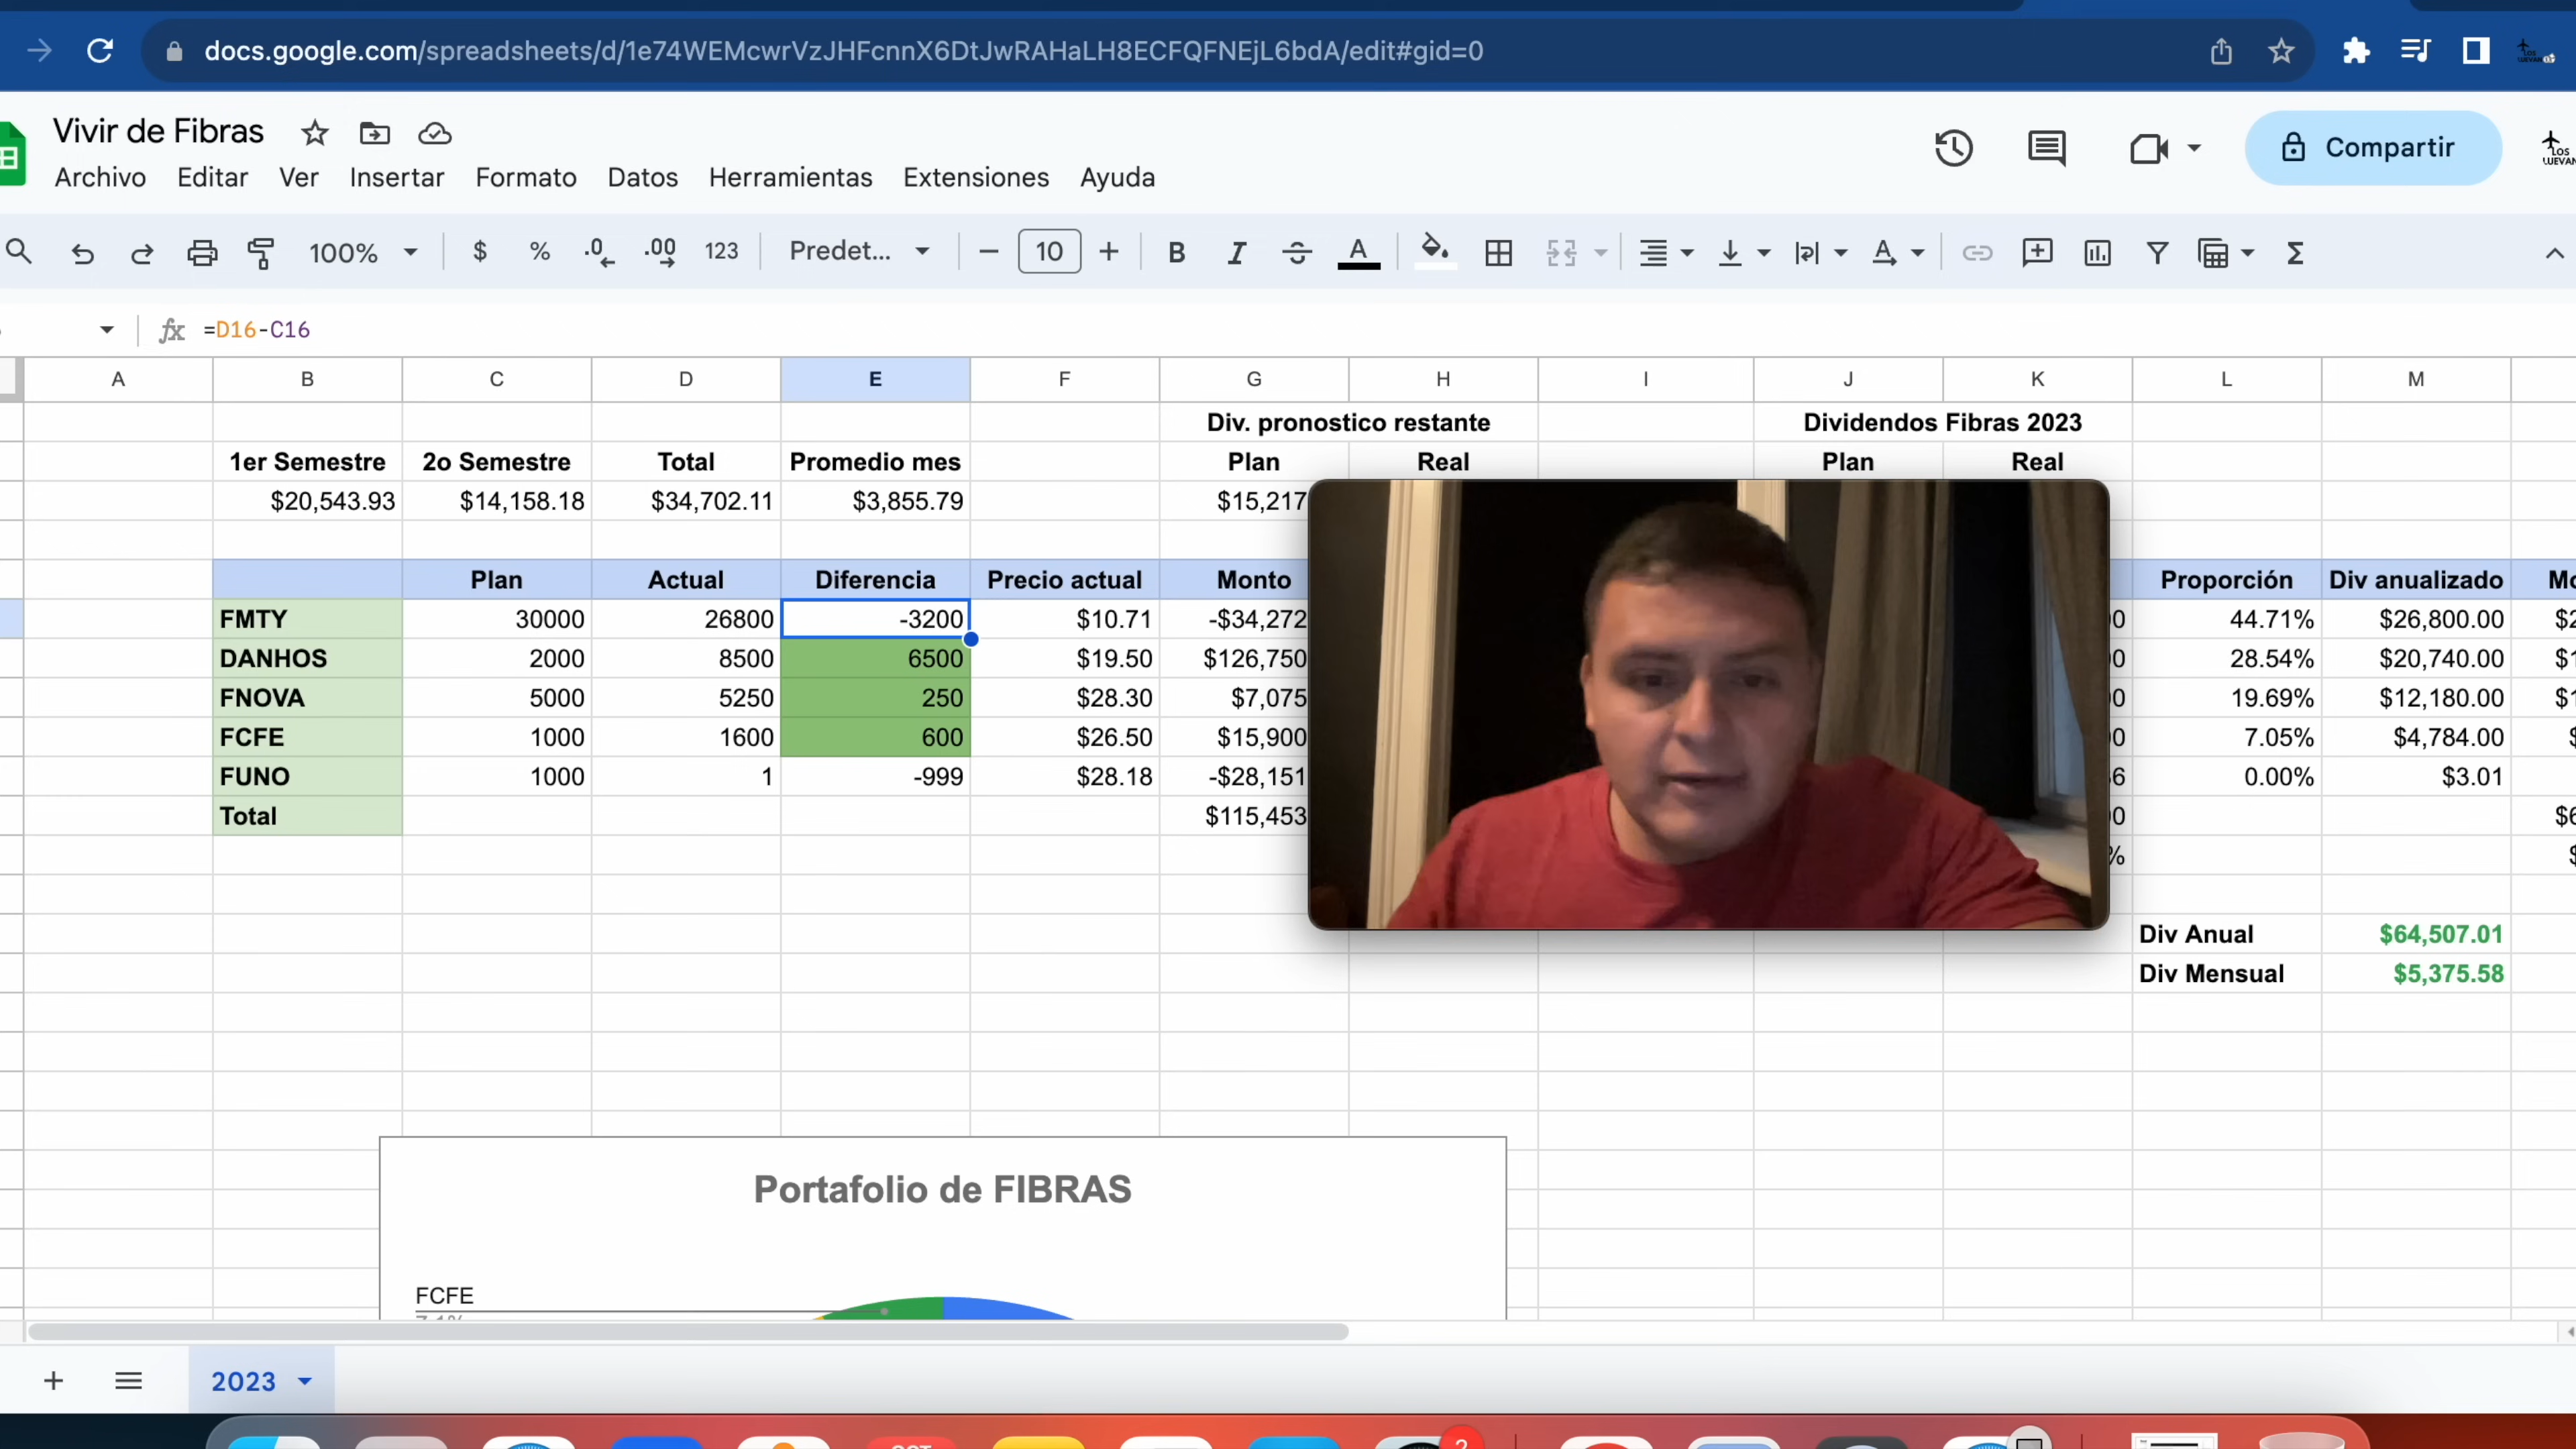 docs.google.com/spreadsheets/d/1e74WEMcwrVzJHFcnnX6DtJwRAHaLH8ECFQFNEjL6bdA/edit#gid=0
Vivir de Fibras
Archivo Editar Ver Insertar Formato Datos Herramientas Extensiones Ayuda
Compartir
100% $ % .0 .00 123 Predet... 10 B I A
fx =D16-C16
A B C D E F G H I J K L M
Div. pronostico restante Dividendos Fibras 2023
1er Semestre 2o Semestre Total Promedio mes Plan Real Plan Real
$20,543.93 $14,158.18 $34,702.11 $3,855.79 $15,217
Plan Actual Diferencia Precio actual Monto Proporción Div anualizado
FMTY 30000 26800 -3200 $10.71 -$34,272 44.71% $26,800.00
DANHOS 2000 8500 6500 $19.50 $126,750 28.54% $20,740.00
FNOVA 5000 5250 250 $28.30 $7,075 19.69% $12,180.00
FCFE 1000 1600 600 $26.50 $15,900 7.05% $4,784.00
FUNO 1000 1 -999 $28.18 -$28,151 0.00% $3.01
Total $115,453
Div Anual $64,507.01
Div Mensual $5,375.58
Portafolio de FIBRAS
FCFE
2023